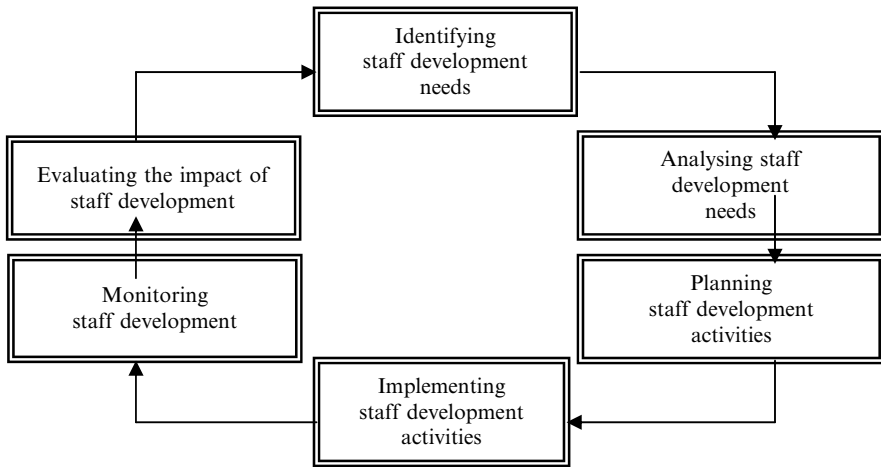 Identifying
staff development
needs
Analysing staff
development
needs
Planning
staff development
activities
Implementing
staff development
activities
Monitoring
staff development
Evaluating the impact of
staff development